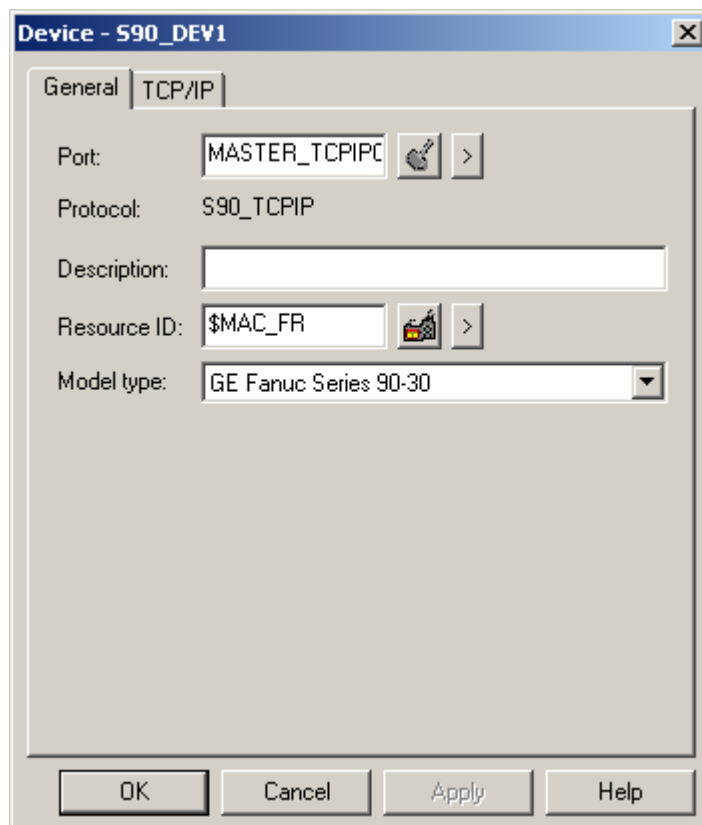 Device - S90_DEV1
General TCP/IP
Port: MASTER_TCPIP0 >
Protocol: S90_TCPIP
Description:
Resource ID: $MAC_FR >
Model type: GE Fanuc Series 90-30
OK Cancel Apply Help